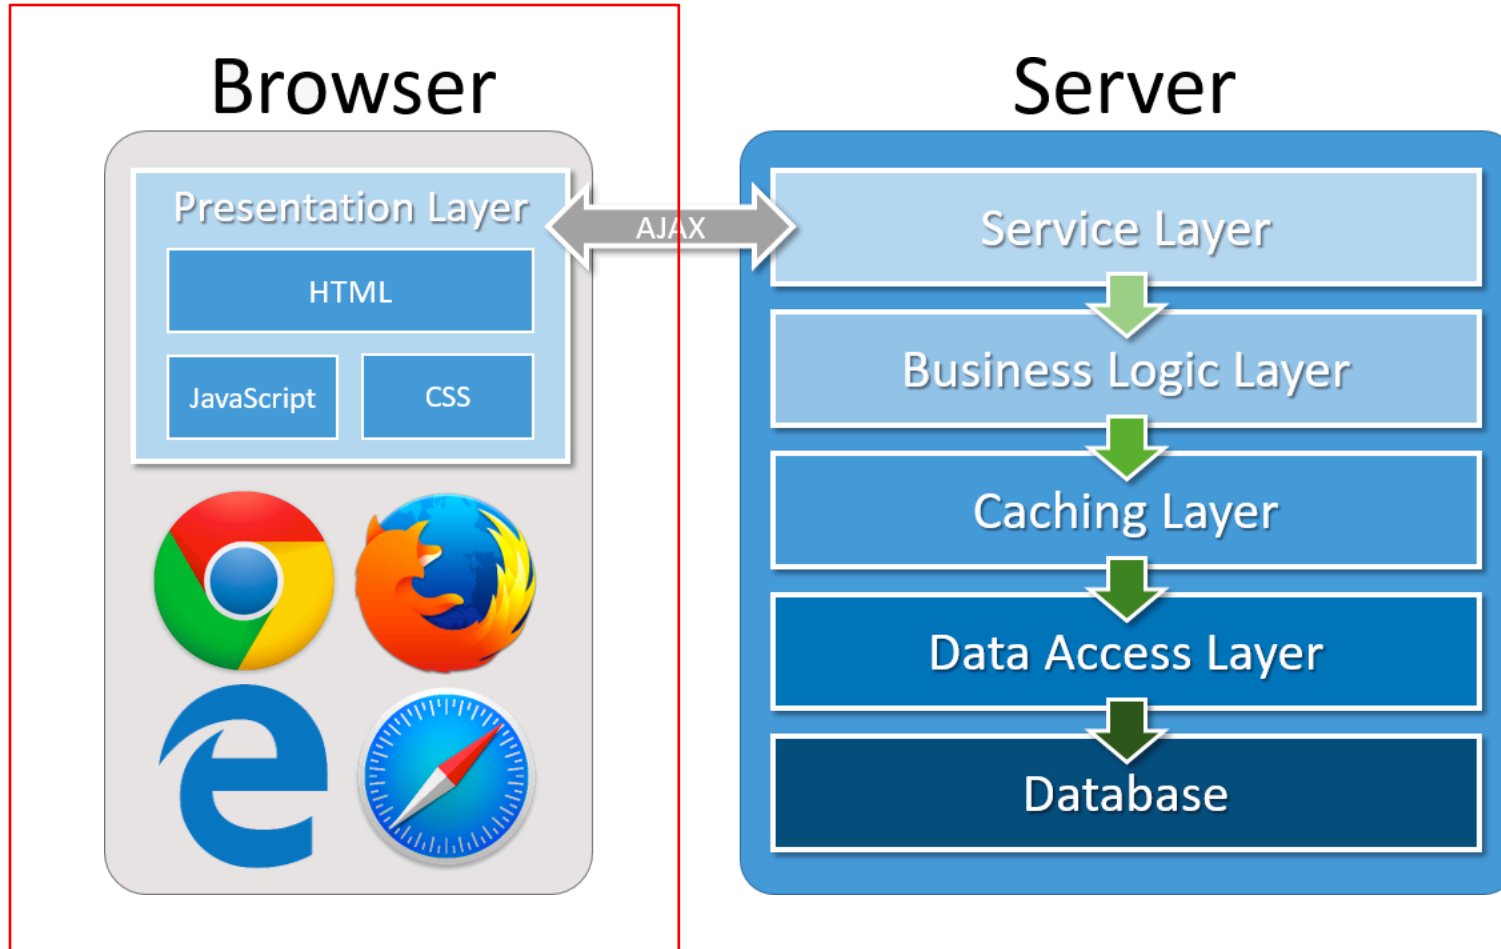 Browser
Server
Presentation Layer
HTML
JavaScript
CSS
AJAX
Service Layer
Business Logic Layer
Caching Layer
Data Access Layer
Database